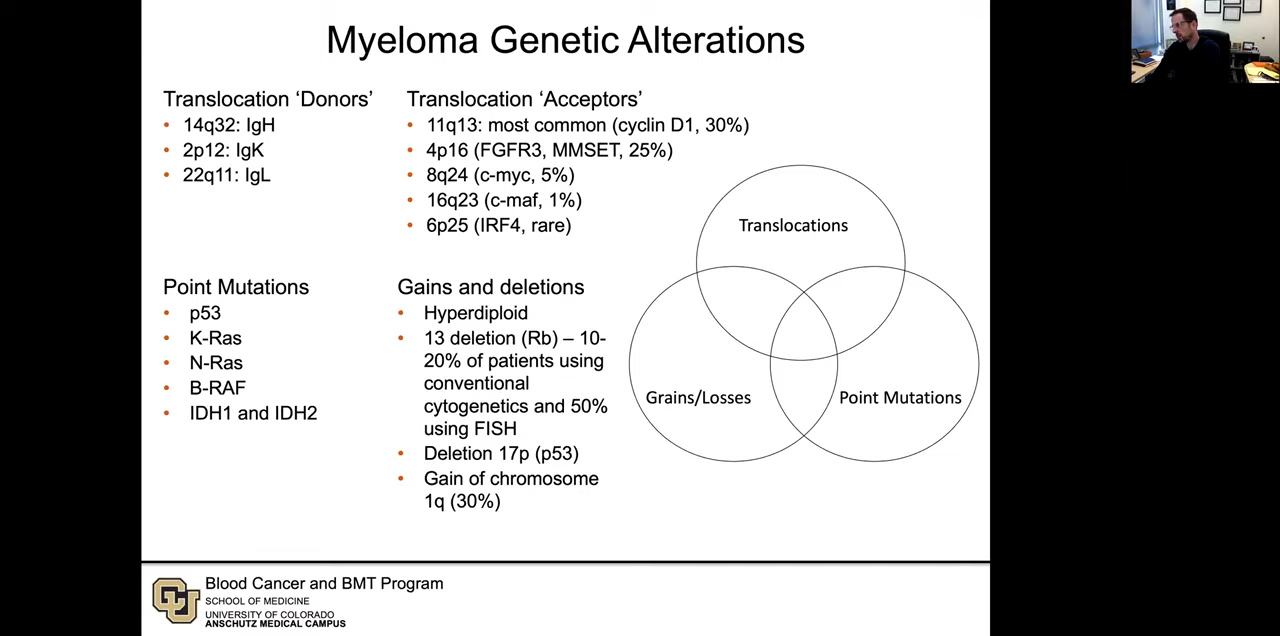 Myeloma Genetic Alterations
Translocation ‘Donors’
• 14q32: IgH
• 2p12: IgK
• 22q11: IgL
Translocation ‘Acceptors’
• 11q13: most common (cyclin D1, 30%)
• 4p16 (FGFR3, MMSET, 25%)
• 8q24 (c-myc, 5%)
• 16q23 (c-maf, 1%)
• 6p25 (IRF4, rare)
Point Mutations
• p53
• K-Ras
• N-Ras
• B-RAF
• IDH1 and IDH2
Gains and deletions
• Hyperdiploid
• 13 deletion (Rb) – 10-
20% of patients using
conventional
cytogenetics and 50%
using FISH
• Deletion 17p (p53)
• Gain of chromosome
1q (30%)
Translocations
Grains/Losses
Point Mutations
CU
Blood Cancer and BMT Program
SCHOOL OF MEDICINE
UNIVERSITY OF COLORADO
ANSCHUTZ MEDICAL CAMPUS